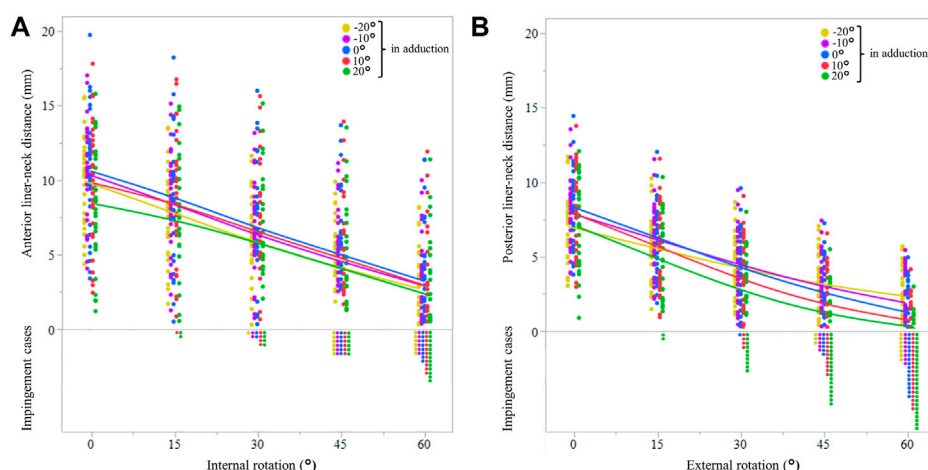 A
-20°
-10°
0°
10°
20°
in adduction
Anterior liner-neck distance (mm)
20
15
10
5
0
Impingement cases
0 15 30 45 60
Internal rotation (°)
B
-20°
-10°
0°
10°
20°
in adduction
Posterior liner-neck distance (mm)
20
15
10
5
0
Impingement cases
0 15 30 45 60
External rotation (°)